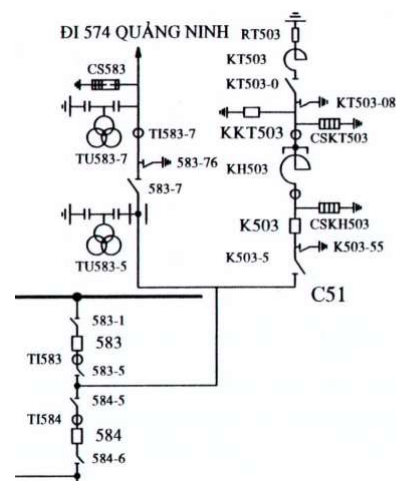 ĐI 574 QUẢNG NINH
RT503
KT503
CS583
KT503-0
KT503-08
KKT503
CSKT503
TI583-7
TU583-7
583-76
KH503
583-7
CSKH503
K503
TU583-5
K503-5
K503-55
C51
583-1
583
TI583
583-5
584-5
TI584
584
584-6